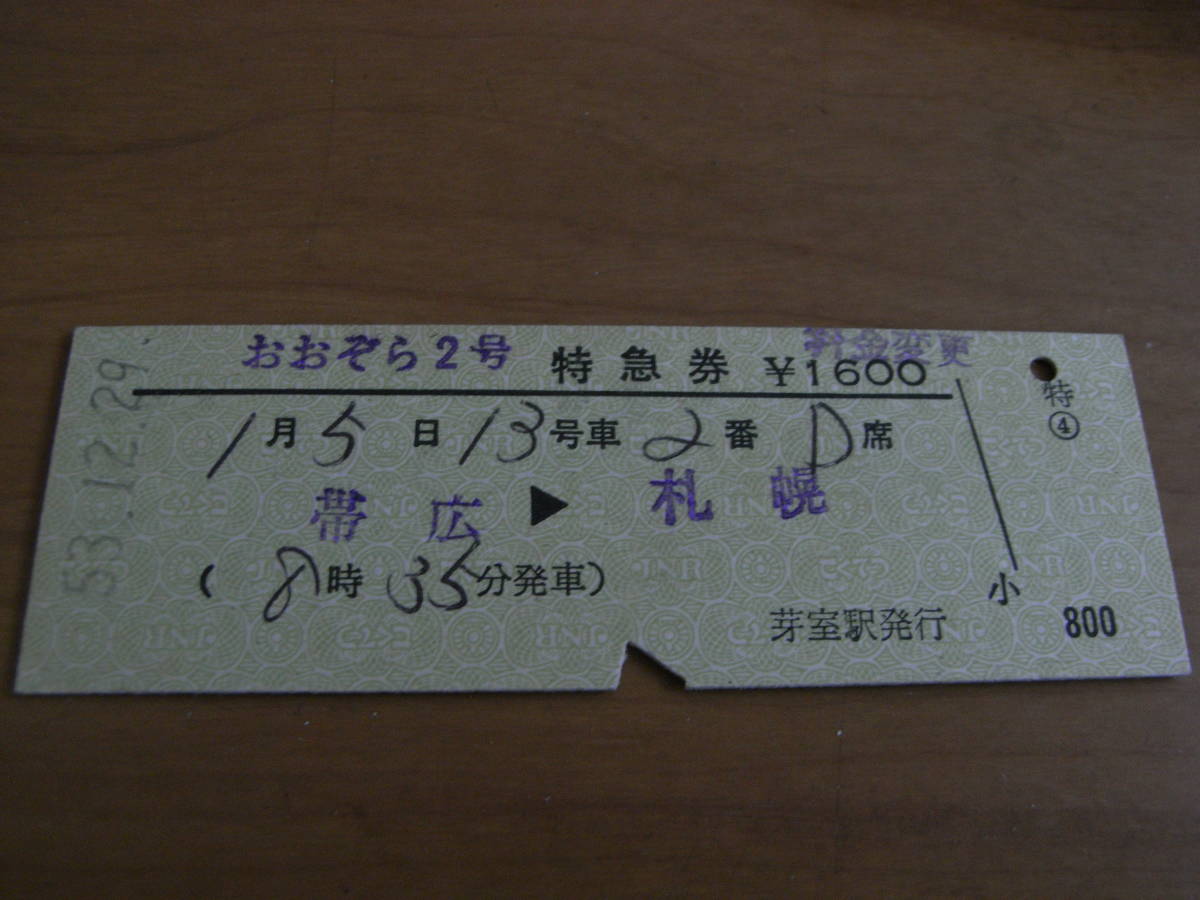 53.12.29
おおぞら2号 特急券 ¥1600 料金変更
1月5日 13号車 2番 D席
帯広▶札幌
(8時35分発車)
芽室駅発行
特
④
小
800